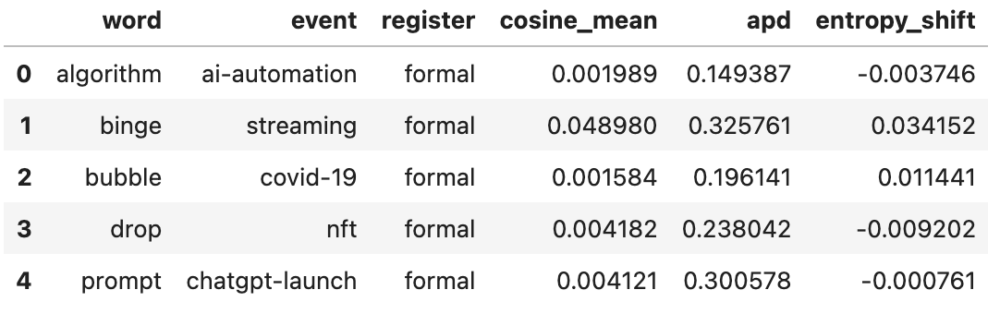 word event register cosine_mean apd entropy_shift
0 algorithm ai-automation formal 0.001989 0.149387 -0.003746
1 binge streaming formal 0.048980 0.325761 0.034152
2 bubble covid-19 formal 0.001584 0.196141 0.011441
3 drop nft formal 0.004182 0.238042 -0.009202
4 prompt chatgpt-launch formal 0.004121 0.300578 -0.000761